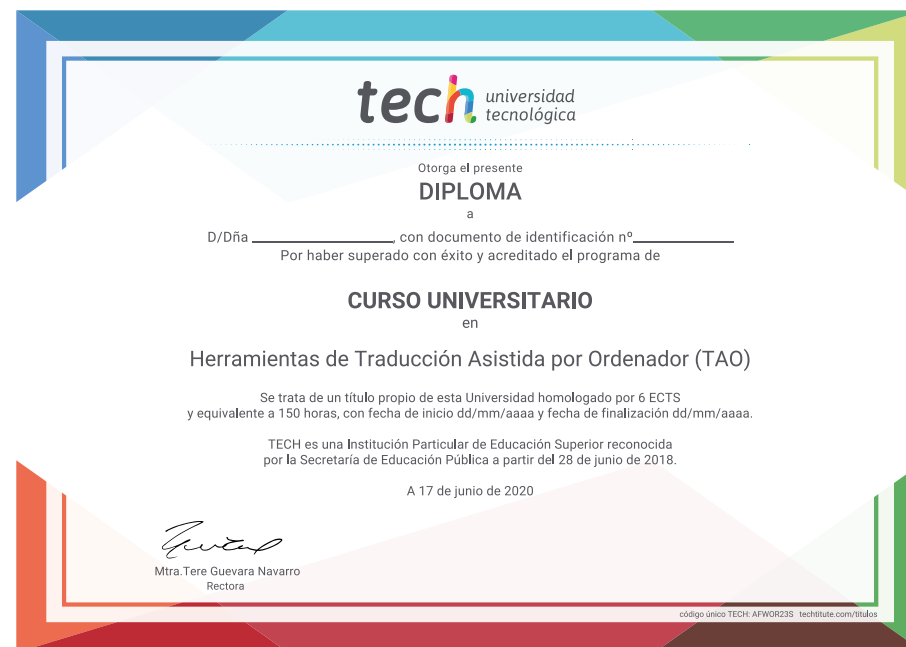 tech universidad
tecnológica
Otorga el presente
DIPLOMA
a
D/Dña ____________________, con documento de identificación nº______________
Por haber superado con éxito y acreditado el programa de
CURSO UNIVERSITARIO
en
Herramientas de Traducción Asistida por Ordenador (TAO)
Se trata de un título propio de esta Universidad homologado por 6 ECTS
y equivalente a 150 horas, con fecha de inicio dd/mm/aaaa y fecha de finalización dd/mm/aaaa.
TECH es una Institución Particular de Educación Superior reconocida
por la Secretaría de Educación Pública a partir del 28 de junio de 2018.
A 17 de junio de 2020
Mtra.Tere Guevara Navarro
Rectora
código único TECH: AFWOR23S techtitute.com/titulos